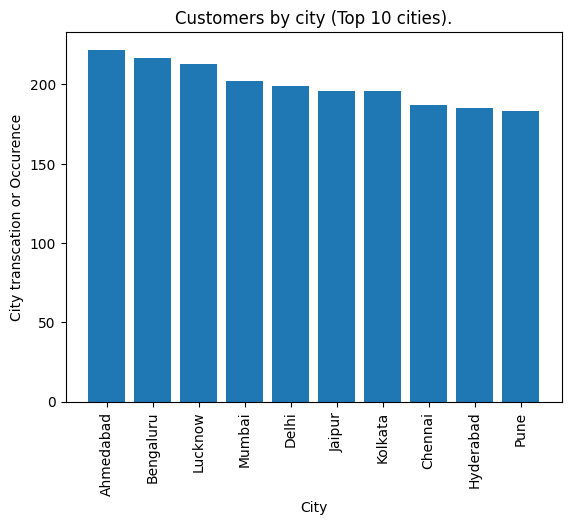 Customers by city (Top 10 cities).
City transcation or Occurence
200
150
100
50
0
Ahmedabad
Bengaluru
Lucknow
Mumbai
Delhi
Jaipur
Kolkata
Chennai
Hyderabad
Pune
City